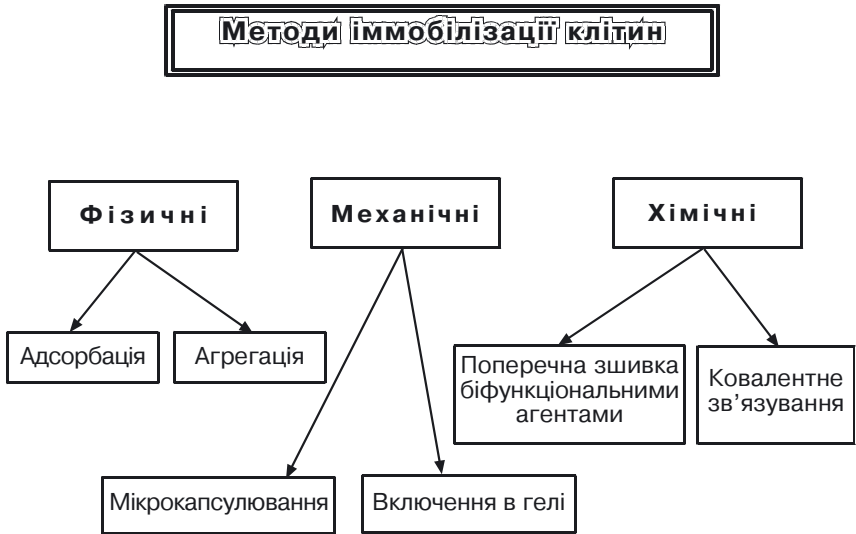 Методи іммобілізації клітин
Фізичні
Механічні
Хімічні
Адсорбація
Агрегація
Поперечна зшивка
біфункціональними
агентами
Ковалентне
зв’язування
Мікрокапсулювання
Включення в гелі